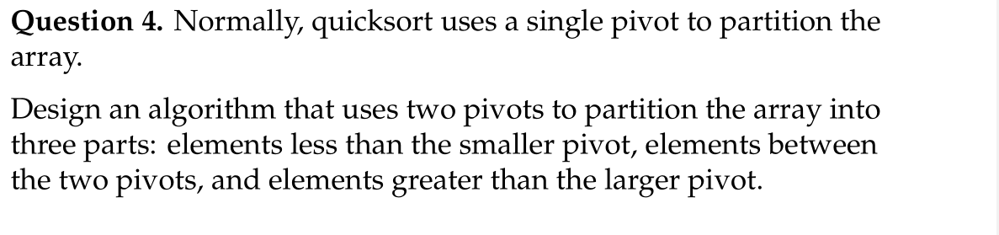 Question 4. Normally, quicksort uses a single pivot to partition the
array.
Design an algorithm that uses two pivots to partition the array into
three parts: elements less than the smaller pivot, elements between
the two pivots, and elements greater than the larger pivot.